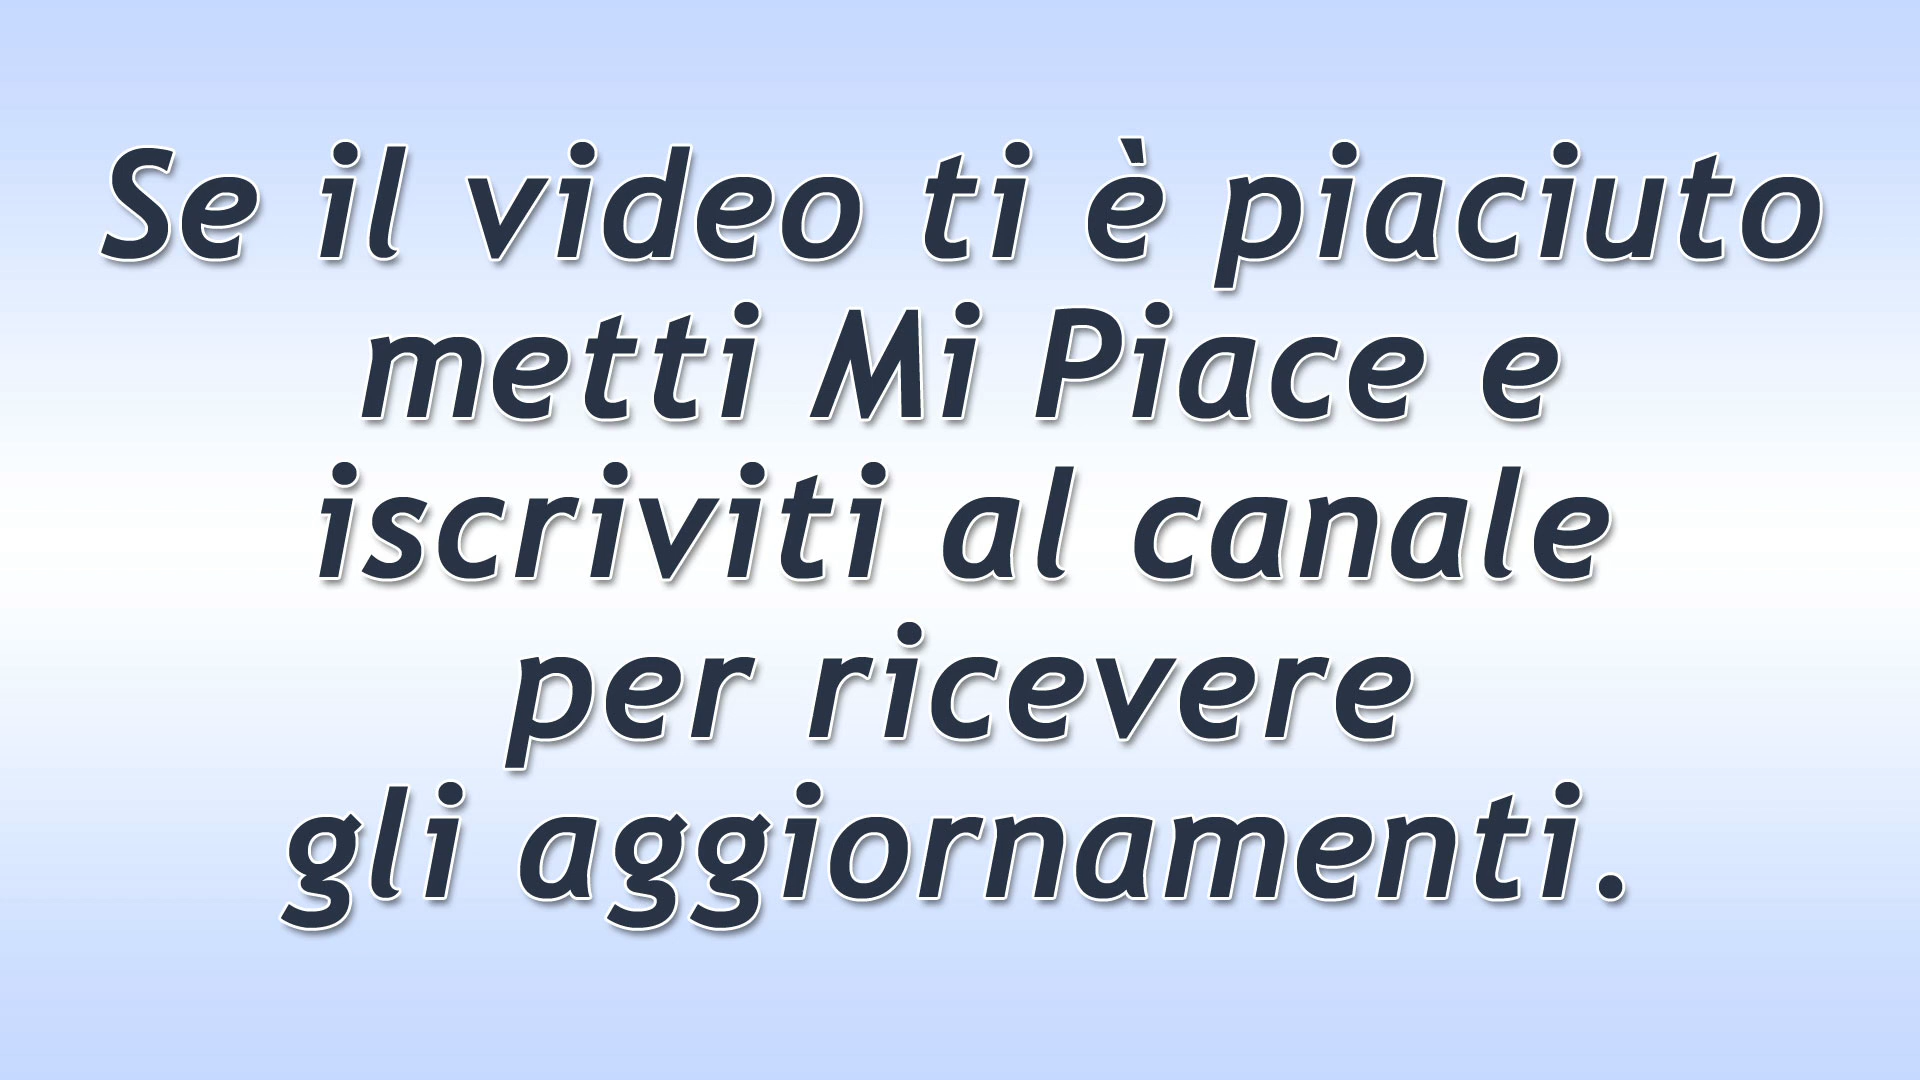 Se il video ti è piaciuto
metti Mi Piace e
iscriviti al canale
per ricevere
gli aggiornamenti.